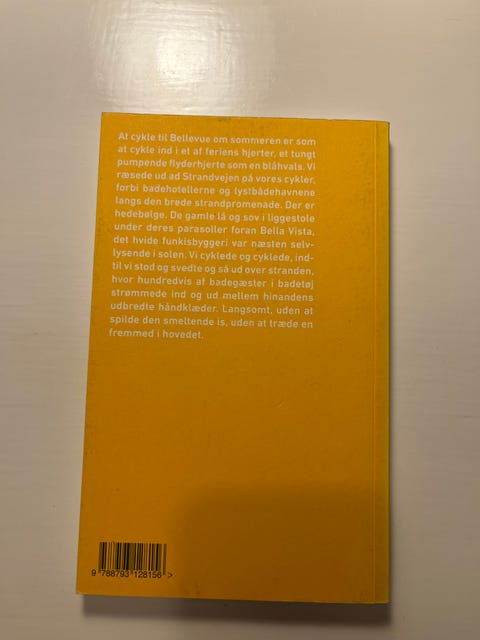 At cykle til Bellevue om sommeren er som
at cykle ind i et af feriens hjerter, et tungt
pumpende flyderhjerte som en blåhvals. Vi
ræsede ud ad Strandvejen på vores cykler,
forbi badehotellerne og lystbådehavnene
langs den brede strandpromenade. Der er
hedebølge. De gamle lå og sov i liggestole
under deres parasoller foran Bella Vista,
det hvide funkisbyggeri var næsten selv-
lysende i solen. Vi cyklede og cyklede, ind-
til vi stod og svedte og så ud over stranden,
hvor hundredvis af badegæster i badetøj
strømmede ind og ud mellem hinandens
udbredte håndklæder. Langsomt, uden at
spilde den smeltende is, uden at træde en
fremmed i hovedet.
9 788793 128156 >